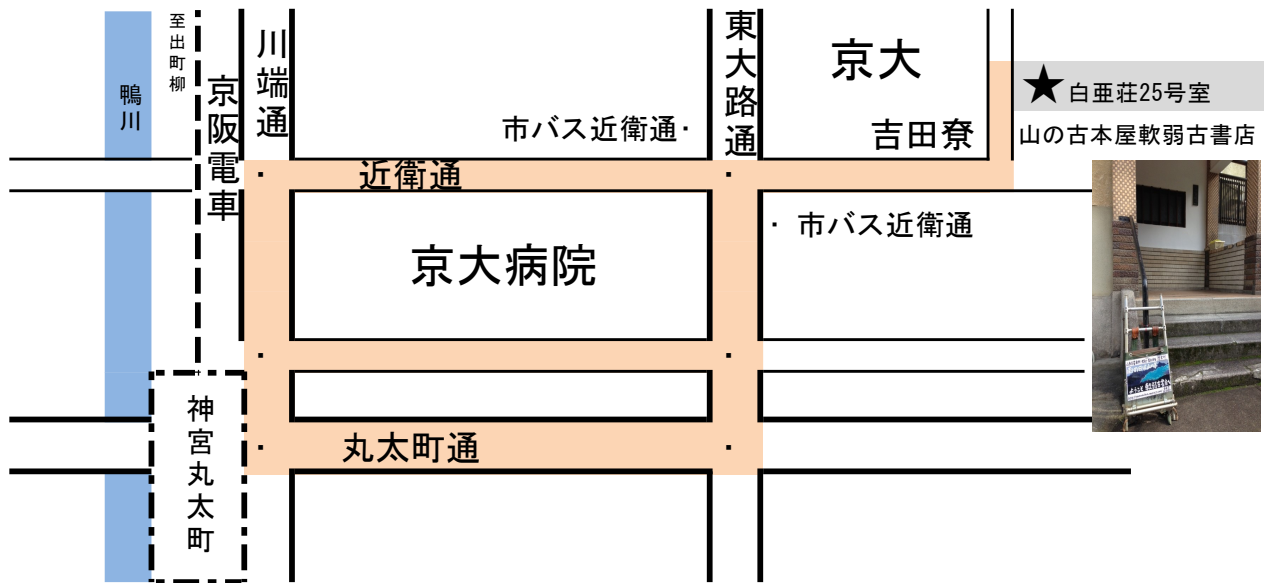 至出町柳
鴨川
京阪電車
川端通
東大路通
京大
★白亜荘25号室
市バス近衛通・
吉田寮
山の古本屋軟弱古書店
近衛通
・市バス近衛通
京大病院
神宮丸太町
丸太町通